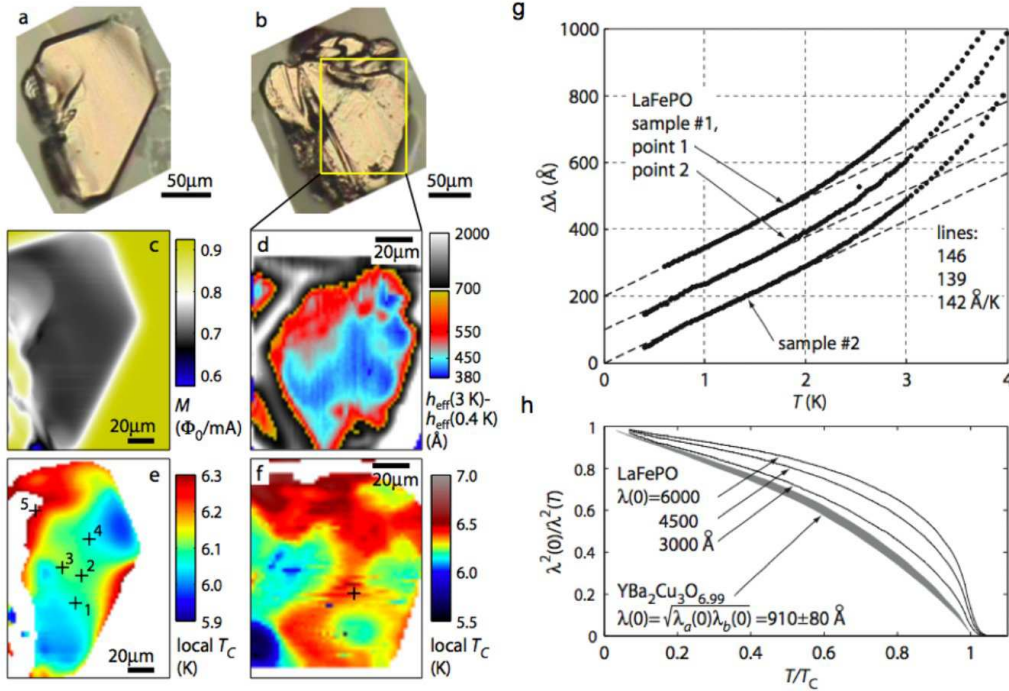 a
50μm
b
50μm
c
0.9
0.8
0.7
0.6
M
(Φ0/mA)
20μm
d
20μm
2000
700
550
450
380
heff(3 K)-
heff(0.4 K)
(Å)
e
5
4
3
2
1
6.3
6.2
6.1
6.0
5.9
local TC
(K)
20μm
f
20μm
7.0
6.5
6.0
5.5
local TC
(K)
g
1000
800
600
400
200
0
Δλ (Å)
LaFePO
sample #1,
point 1
point 2
lines:
146
139
142 Å/K
sample #2
0
1
2
3
4
T (K)
h
1
0.8
0.6
0.4
0.2
0
λ²(0)/λ²(T)
LaFePO
λ(0)=6000
4500
3000 Å
YBa2Cu3O6.99
λ(0)=√λa(0)λb(0)=910±80 Å
0
0.2
0.4
0.6
0.8
1
T/TC